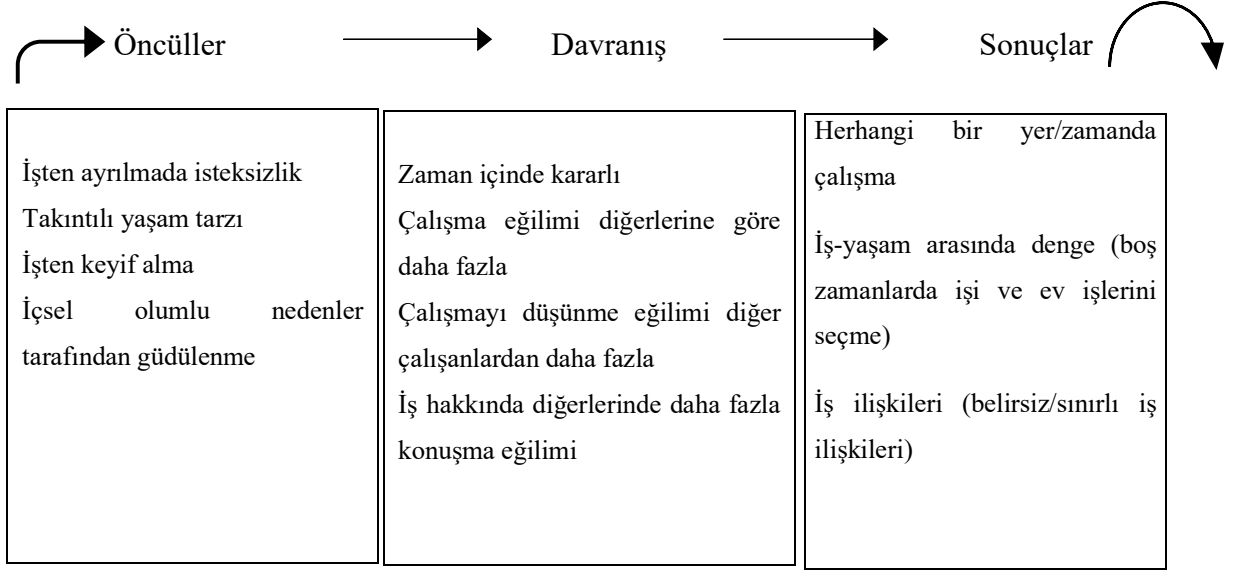 Öncüller
Davranış
Sonuçlar
İşten ayrılmada isteksizlik
Takıntılı yaşam tarzı
İşten keyif alma
İçsel olumlu nedenler
tarafından güdülenme
Zaman içinde kararlı
Çalışma eğilimi diğerlerine göre
daha fazla
Çalışmayı düşünme eğilimi diğer
çalışanlardan daha fazla
İş hakkında diğerlerinde daha fazla
konuşma eğilimi
Herhangi bir yer/zamanda
çalışma
İş-yaşam arasında denge (boş
zamanlarda işi ve ev işlerini
seçme)
İş ilişkileri (belirsiz/sınırlı iş
ilişkileri)